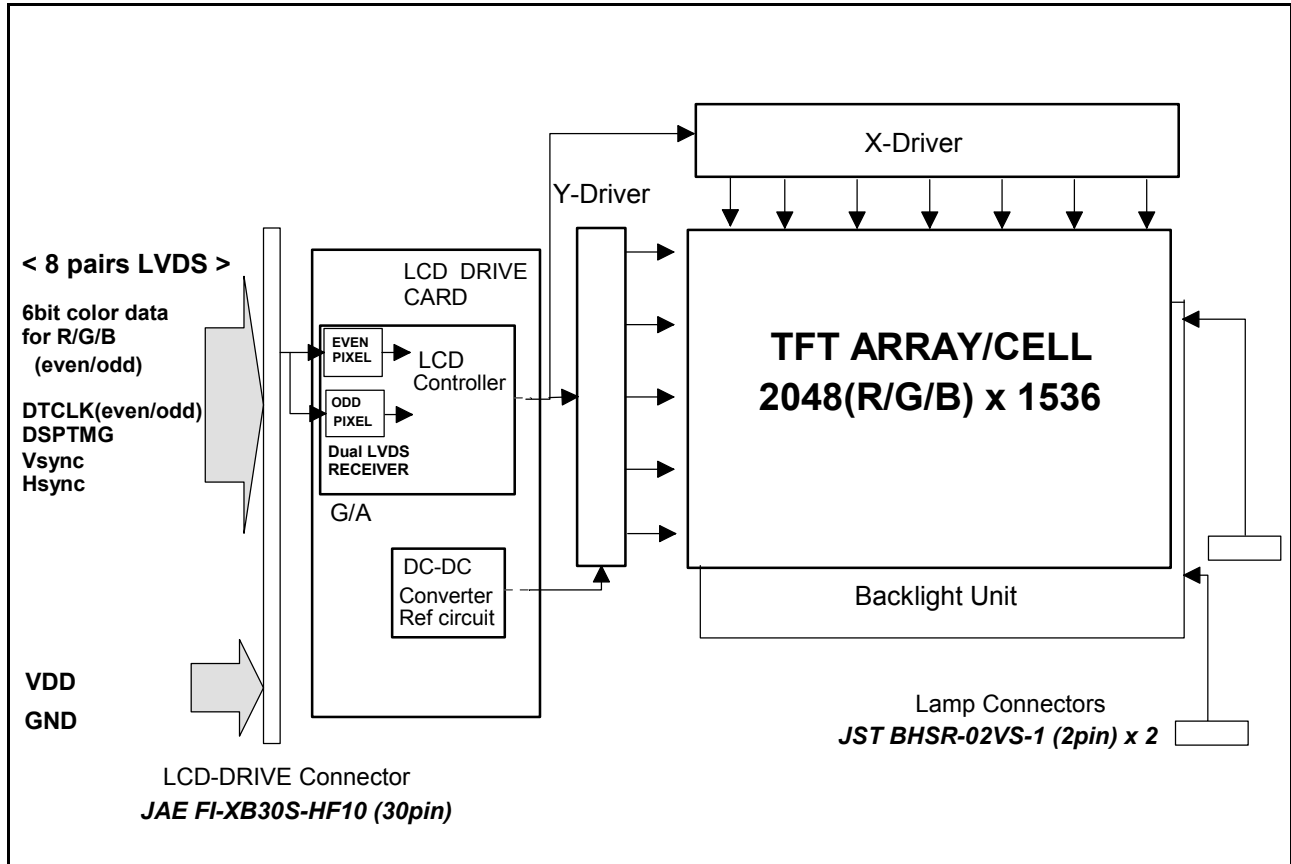 X-Driver
Y-Driver
< 8 pairs LVDS >
6bit color data
for R/G/B
(even/odd)
DTCLK(even/odd)
DSPTMG
Vsync
Hsync
LCD DRIVE
CARD
EVEN
PIXEL
LCD
Controller
ODD
PIXEL
Dual LVDS
RECEIVER
G/A
DC-DC
Converter
Ref circuit
TFT ARRAY/CELL
2048(R/G/B) x 1536
Backlight Unit
VDD
GND
Lamp Connectors
JST BHSR-02VS-1 (2pin) x 2
LCD-DRIVE Connector
JAE FI-XB30S-HF10 (30pin)